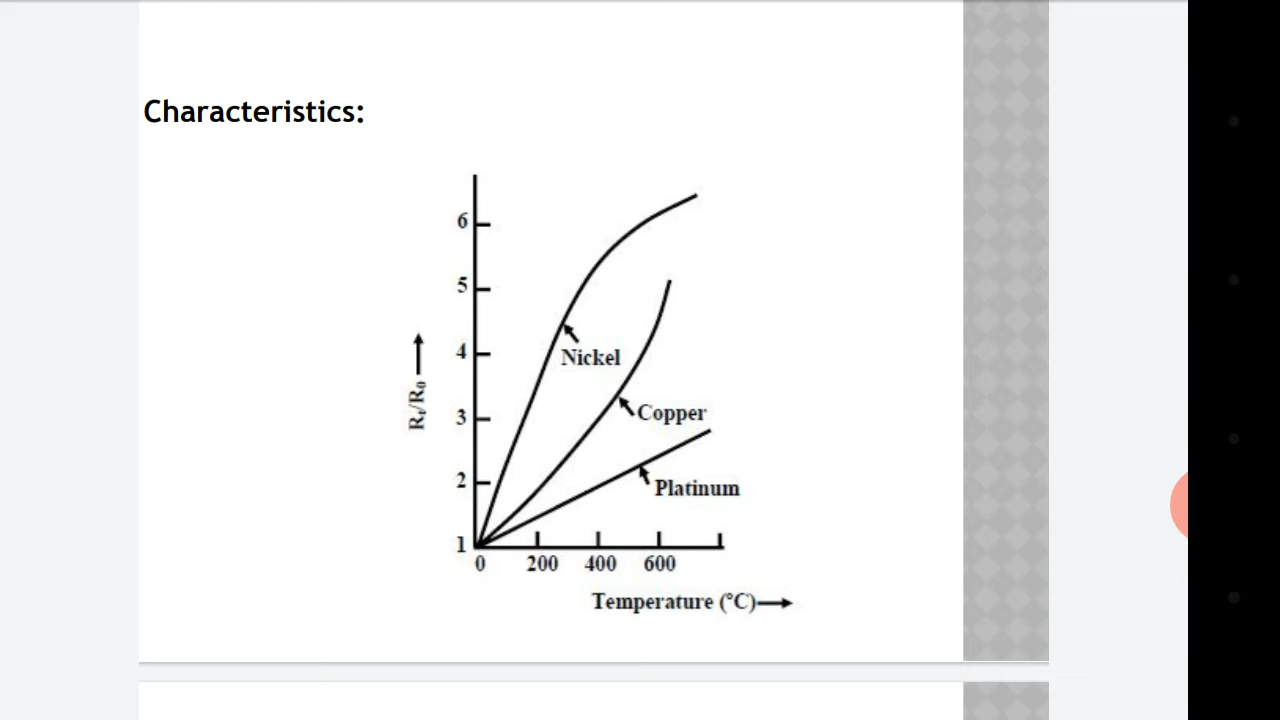 Characteristics:
6
5
4
3
2
1
Rt/R0
Nickel
Copper
Platinum
0 200 400 600
Temperature (°C)